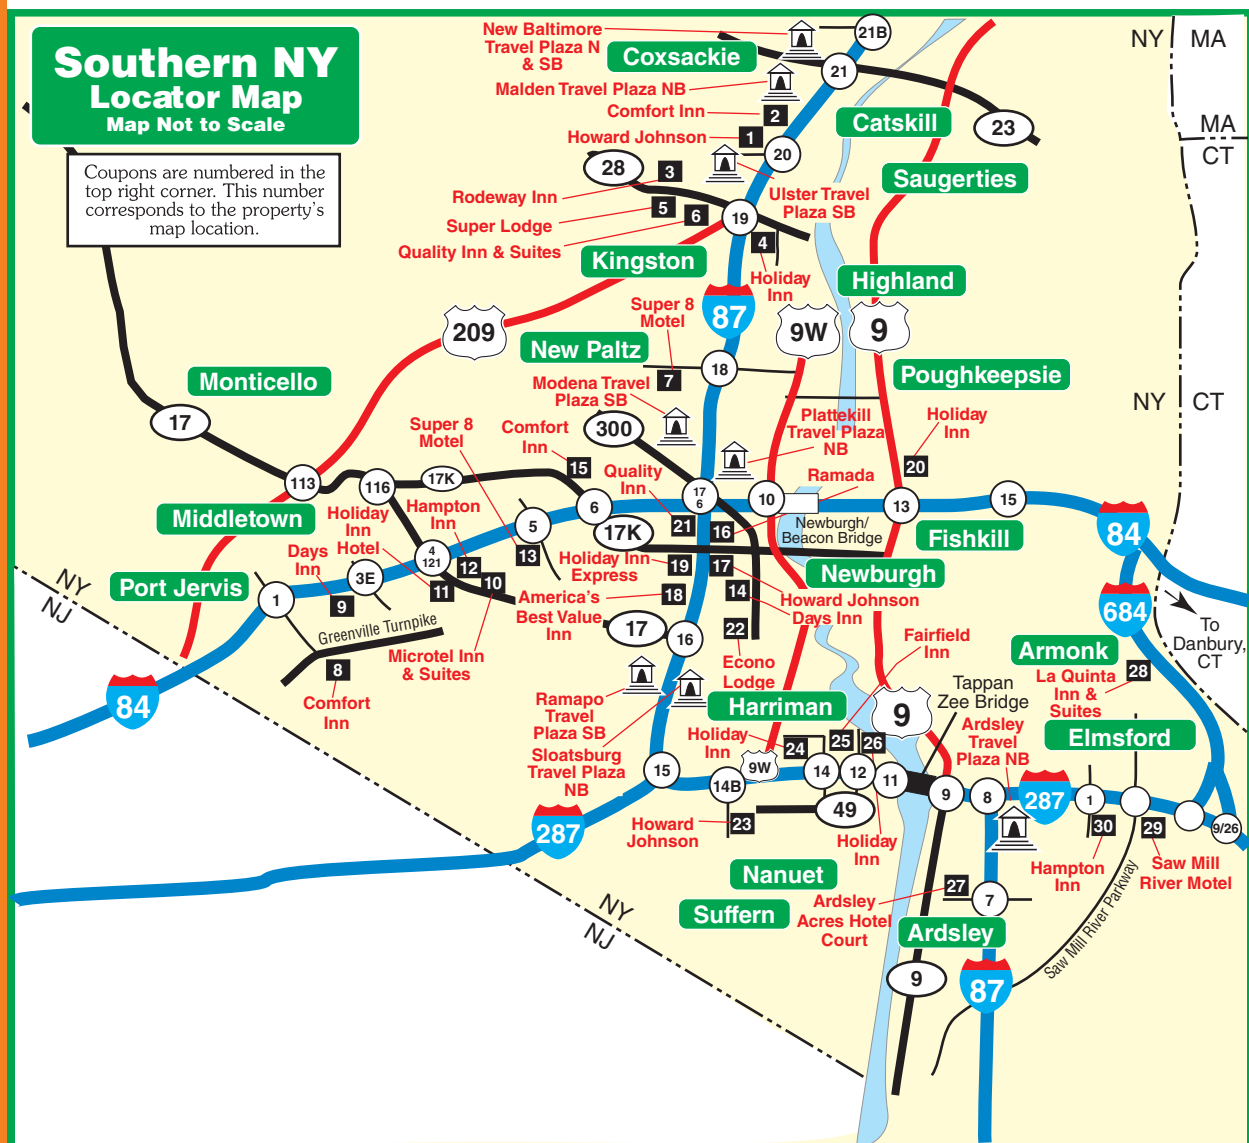 Southern NY
Locator Map
Map Not to Scale
Coupons are numbered in the
top right corner. This number
corresponds to the property's
map location.
New Baltimore
Travel Plaza N
& SB
Coxsackie
21B
21
NY
MA
MA
CT
Malden Travel Plaza NB
Comfort Inn
2
Howard Johnson
1
20
Catskill
23
28
3
Rodeway Inn
Ulster Travel
Plaza SB
Saugerties
5
6
Super Lodge
19
Quality Inn & Suites
4
Kingston
Holiday
Inn
Highland
209
87
Super 8
Motel
9W
9
New Paltz
18
7
Poughkeepsie
Monticello
17
Modena Travel
Plaza SB
300
Plattekill
Travel Plaza
NB
Holiday
Inn
20
NY
CT
Super 8
Motel
Comfort
Inn
15
Quality
Inn
Ramada
113
116
17K
6
17
6
10
13
15
84
Middletown
Holiday
Inn
Hampton
Inn
5
17K
21
16
Newburgh/
Beacon Bridge
Fishkill
Days
Inn
Hotel
4
121
12
13
Holiday Inn
Express
19
17
Newburgh
Port Jervis
3E
1
9
11
10
America's
Best Value
Inn
18
14
Howard Johnson
Days Inn
684
To
Danbury,
CT
NY
NJ
Greenville Turnpike
17
16
22
Econo
Lodge
Fairfield
Inn
8
Comfort
Inn
Microtel Inn
& Suites
Armonk
La Quinta
Inn &
Suites
28
84
Ramapo
Travel
Plaza SB
Harriman
9
Tappan
Zee Bridge
Ardsley
Travel
Plaza NB
Elmsford
Sloatsburg
Travel Plaza
NB
Holiday
Inn
24
25
26
15
14B
9W
14
12
11
9
8
287
1
9/26
287
49
Howard
Johnson
23
Holiday
Inn
30
29
Hampton
Inn
Saw Mill
River Motel
Nanuet
Suffern
Ardsley
Acres Hotel
Court
27
7
Ardsley
Saw Mill River Parkway
NY
NJ
9
87